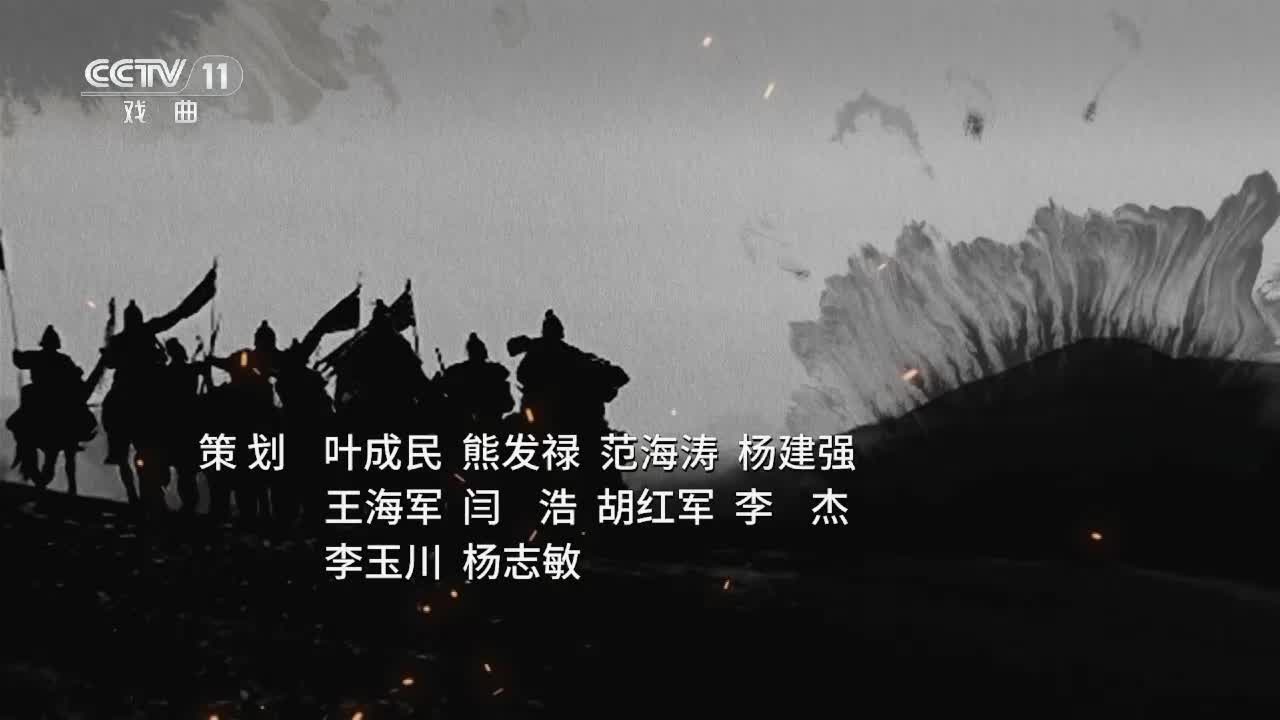 CCTV 11
戏 曲
策 划 叶成民 熊发禄 范海涛 杨建强
王海军 闫 浩 胡红军 李 杰
李玉川 杨志敏